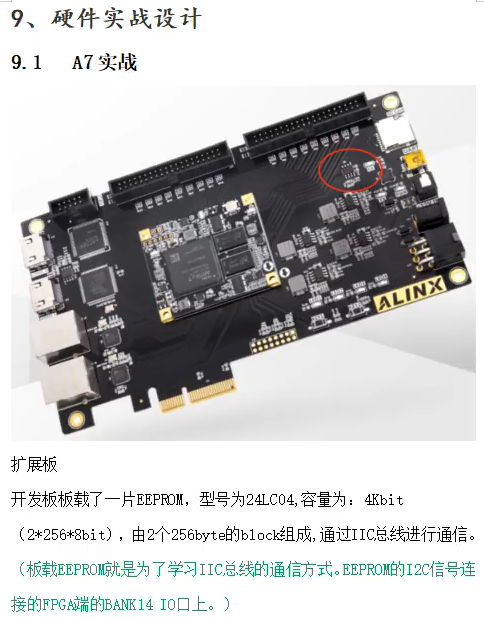 9、硬件实战设计
9.1 A7实战
ALINX
扩展板
开发板板载了一片EEPROM，型号为24LC04,容量为：4Kbit
（2*256*8bit），由2个256byte的block组成,通过IIC总线进行通信。
（板载EEPROM就是为了学习IIC总线的通信方式。EEPROM的I2C信号连
接的FPGA端的BANK14 IO口上。）